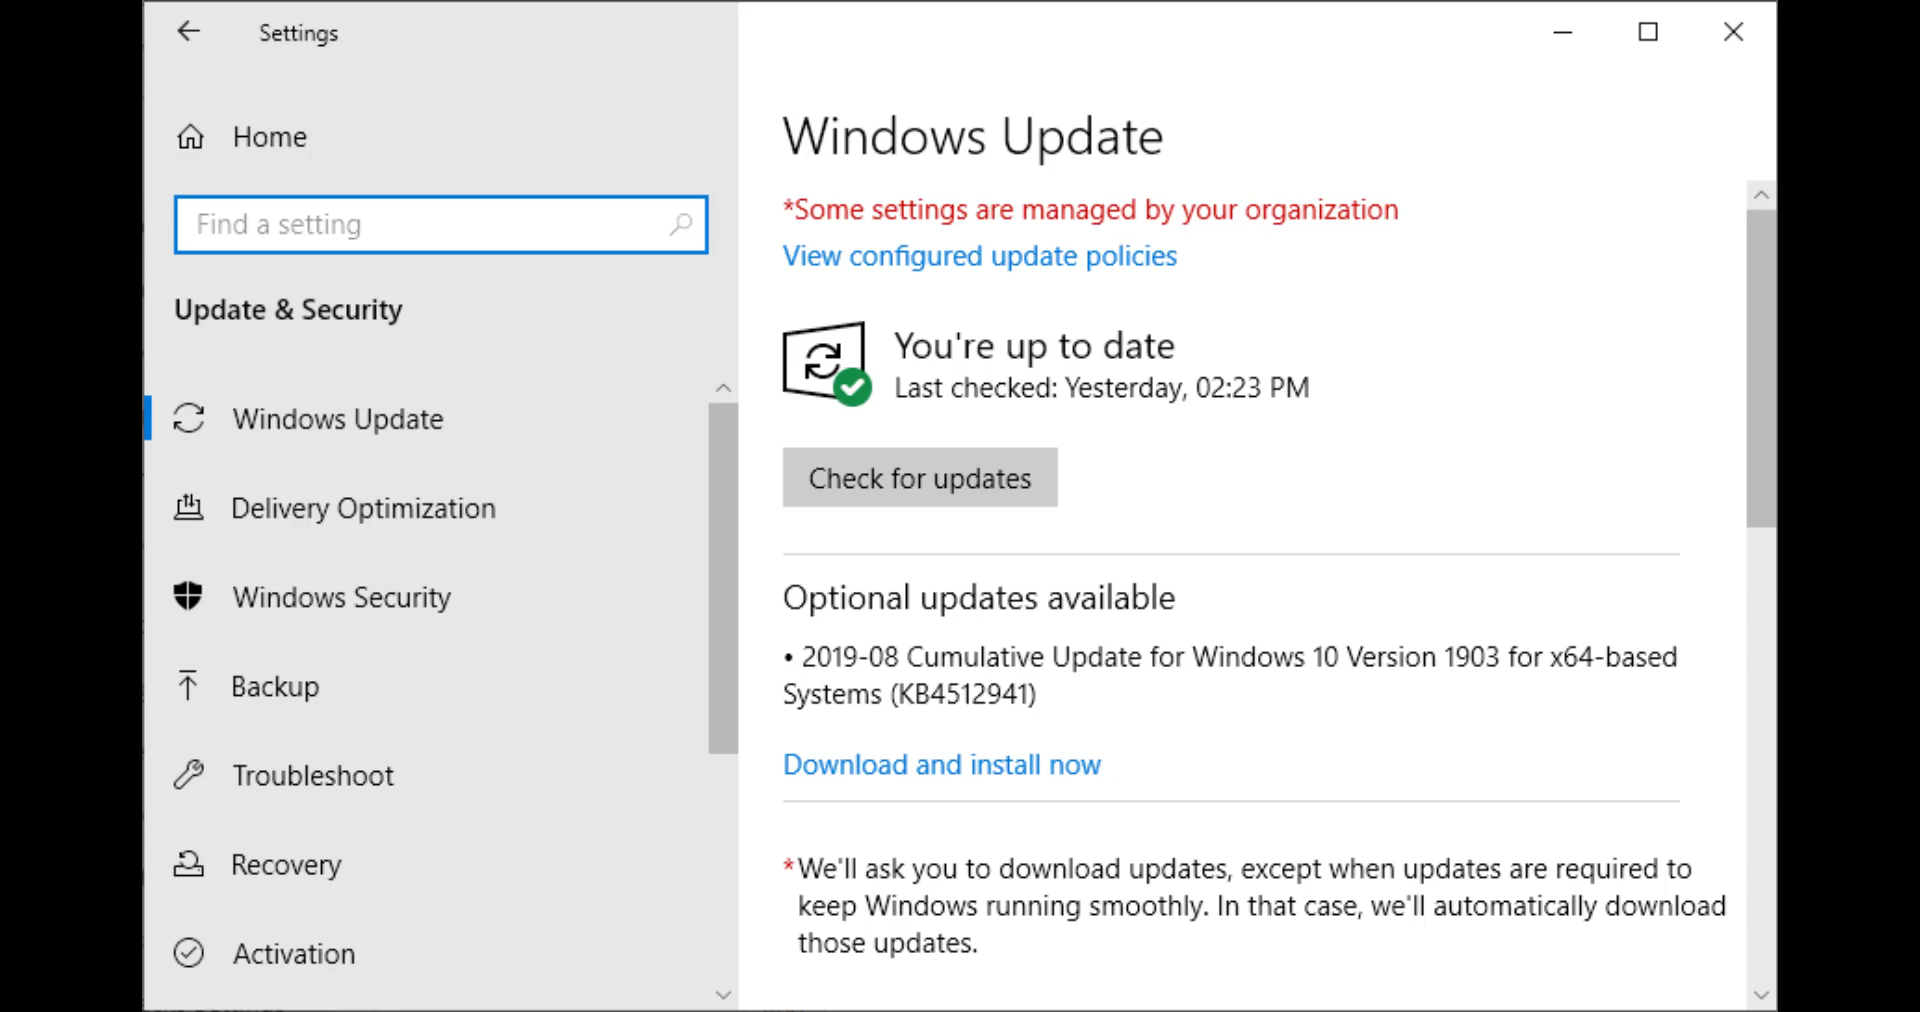 Settings
Home
Find a setting
Update & Security
Windows Update
Delivery Optimization
Windows Security
Backup
Troubleshoot
Recovery
Activation
Windows Update
*Some settings are managed by your organization
View configured update policies
You're up to date
Last checked: Yesterday, 02:23 PM
Check for updates
Optional updates available
• 2019-08 Cumulative Update for Windows 10 Version 1903 for x64-based
Systems (KB4512941)
Download and install now
*We'll ask you to download updates, except when updates are required to
keep Windows running smoothly. In that case, we'll automatically download
those updates.